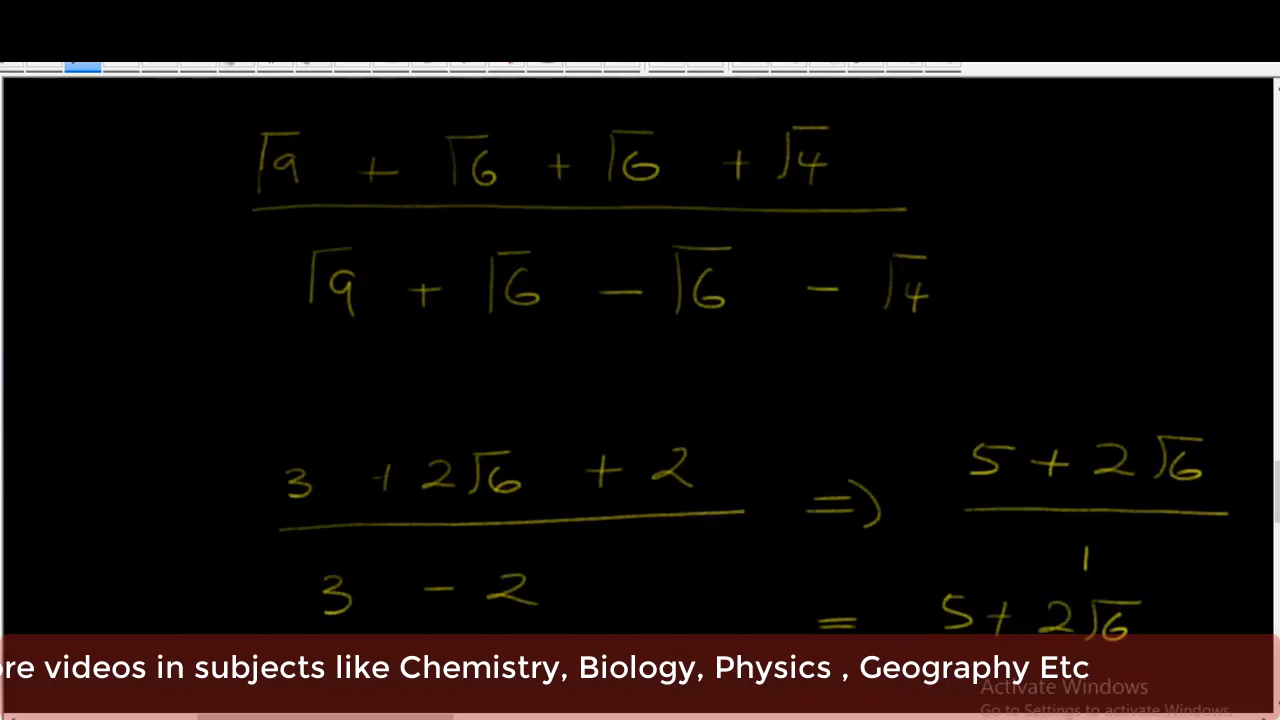 √9 + √6 + √6 + √4
√9 + √6 − √6 − √4
3 + 2√6 + 2 ⇒ 5 + 2√6
3 − 2 1
= 5 + 2√6
re videos in subjects like Chemistry, Biology, Physics , Geography Etc
Activate Windows
Go to Settings to activate Windows.